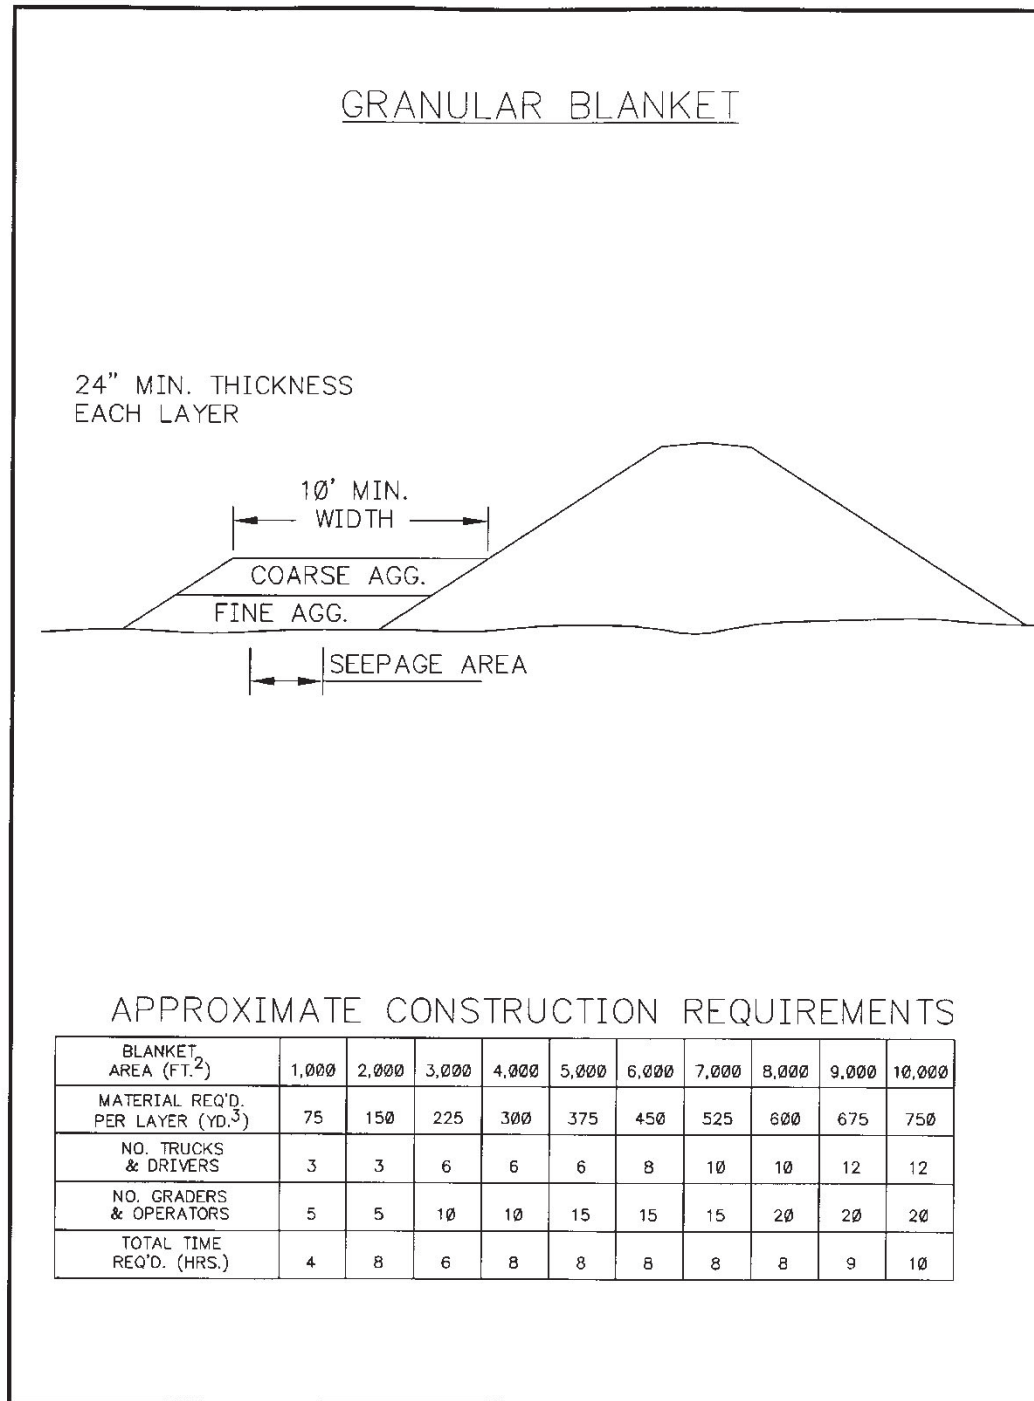 GRANULAR BLANKET
24" MIN. THICKNESS
EACH LAYER
10' MIN.
WIDTH
COARSE AGG.
FINE AGG.
SEEPAGE AREA
APPROXIMATE CONSTRUCTION REQUIREMENTS
BLANKET
AREA (FT.²) 1,000 2,000 3,000 4,000 5,000 6,000 7,000 8,000 9,000 10,000
MATERIAL REQ'D.
PER LAYER (YD.³) 75 150 225 300 375 450 525 600 675 750
NO. TRUCKS
& DRIVERS 3 3 6 6 6 8 10 10 12 12
NO. GRADERS
& OPERATORS 5 5 10 10 15 15 15 20 20 20
TOTAL TIME
REQ'D. (HRS.) 4 8 6 8 8 8 8 8 9 10